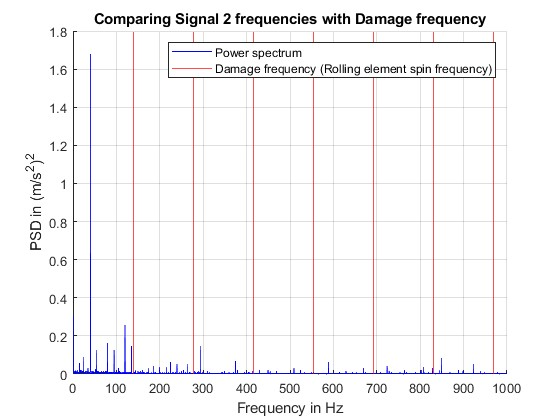 Comparing Signal 2 frequencies with Damage frequency
Power spectrum
Damage frequency (Rolling element spin frequency)
PSD in (m/s²)²
1.8
1.6
1.4
1.2
1
0.8
0.6
0.4
0.2
0
0 100 200 300 400 500 600 700 800 900 1000
Frequency in Hz